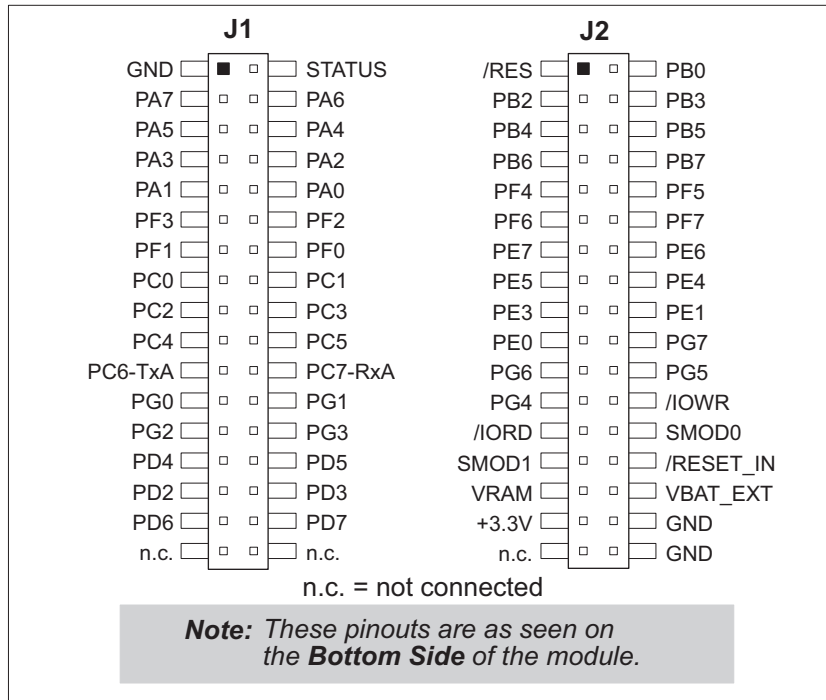 J1 J2
GND STATUS /RES PB0
PA7 PA6 PB2 PB3
PA5 PA4 PB4 PB5
PA3 PA2 PB6 PB7
PA1 PA0 PF4 PF5
PF3 PF2 PF6 PF7
PF1 PF0 PE7 PE6
PC0 PC1 PE5 PE4
PC2 PC3 PE3 PE1
PC4 PC5 PE0 PG7
PC6-TxA PC7-RxA PG6 PG5
PG0 PG1 PG4 /IOWR
PG2 PG3 /IORD SMOD0
PD4 PD5 SMOD1 /RESET_IN
PD2 PD3 VRAM VBAT_EXT
PD6 PD7 +3.3V GND
n.c. n.c. n.c. GND
n.c. = not connected
Note: These pinouts are as seen on
the Bottom Side of the module.